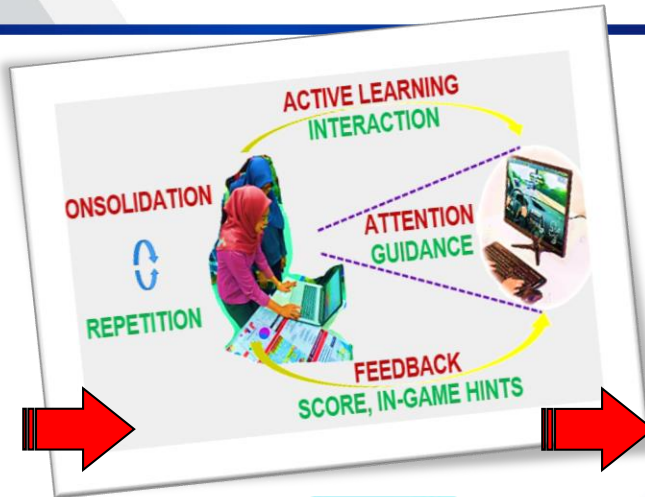 ACTIVE LEARNING
INTERACTION
ONSOLIDATION
ATTENTION
GUIDANCE
REPETITION
FEEDBACK
SCORE, IN-GAME HINTS